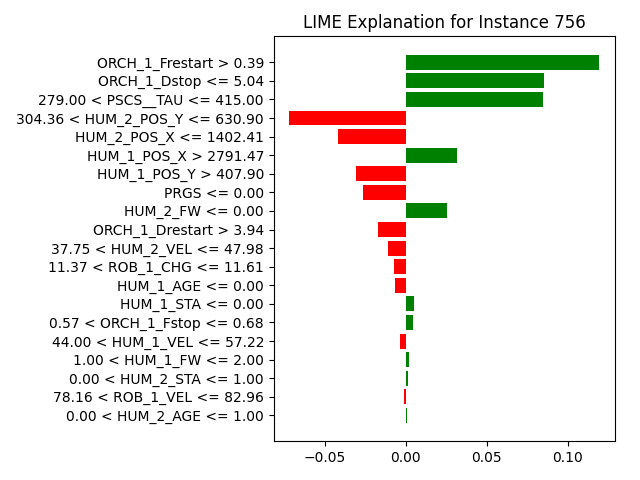 LIME Explanation for Instance 756
ORCH_1_Frestart > 0.39
ORCH_1_Dstop <= 5.04
279.00 < PSCS__TAU <= 415.00
304.36 < HUM_2_POS_Y <= 630.90
HUM_2_POS_X <= 1402.41
HUM_1_POS_X > 2791.47
HUM_1_POS_Y > 407.90
PRGS <= 0.00
HUM_2_FW <= 0.00
ORCH_1_Drestart > 3.94
37.75 < HUM_2_VEL <= 47.98
11.37 < ROB_1_CHG <= 11.61
HUM_1_AGE <= 0.00
HUM_1_STA <= 0.00
0.57 < ORCH_1_Fstop <= 0.68
44.00 < HUM_1_VEL <= 57.22
1.00 < HUM_1_FW <= 2.00
0.00 < HUM_2_STA <= 1.00
78.16 < ROB_1_VEL <= 82.96
0.00 < HUM_2_AGE <= 1.00
−0.05 0.00 0.05 0.10